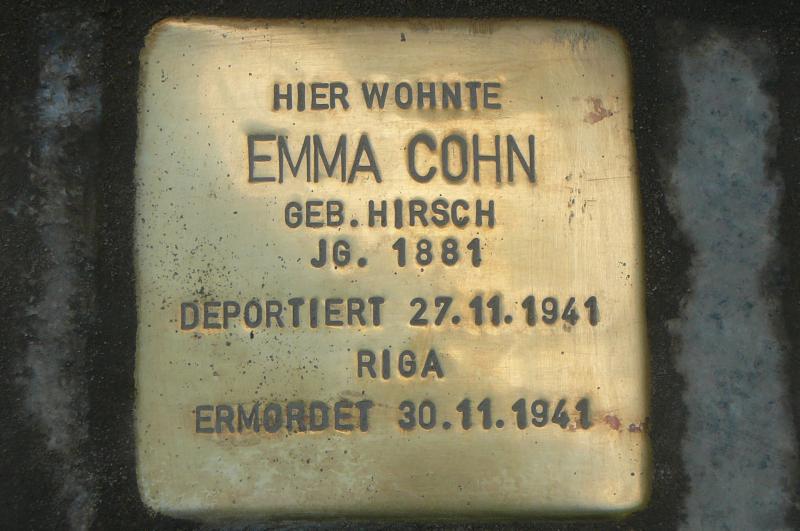 HIER WOHNTE
EMMA COHN
GEB. HIRSCH
JG. 1881
DEPORTIERT 27.11.1941
RIGA
ERMORDET 30.11.1941